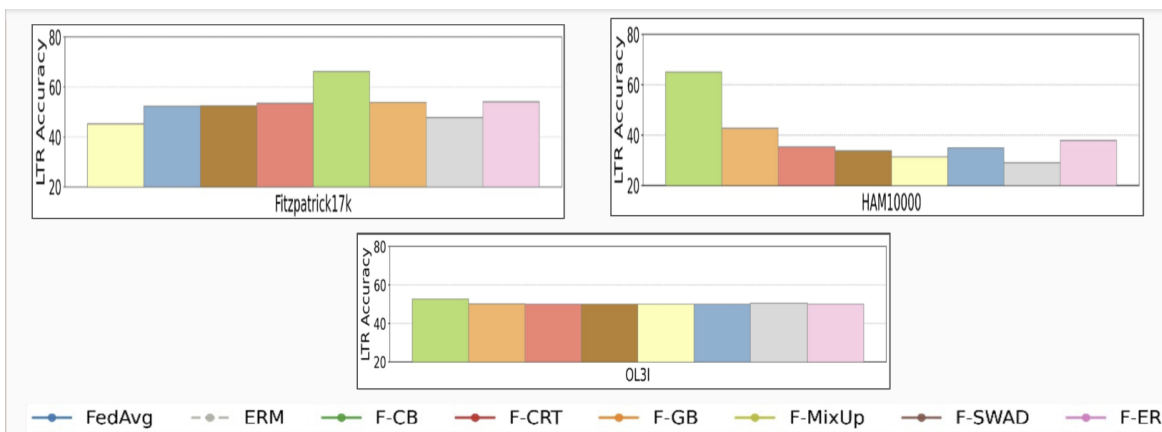 LTR Accuracy
80
60
40
20
Fitzpatrick17k
LTR Accuracy
80
60
40
20
HAM10000
LTR Accuracy
80
60
40
20
OL3I
FedAvg ERM F-CB F-CRT F-GB F-MixUp F-SWAD F-ER